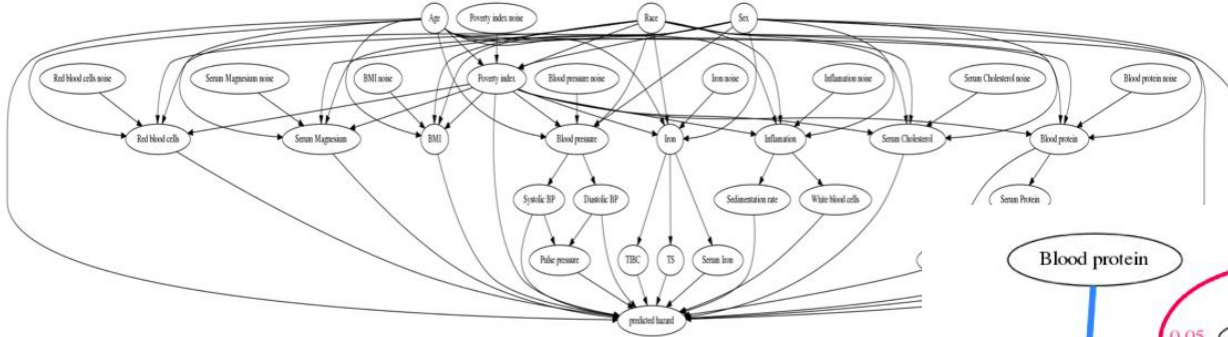 Age
Poverty index noise
Race
Sex
Red blood cells noise
Serum Magnesium noise
BMI noise
Poverty index
Blood pressure noise
Iron noise
Inflamation noise
Serum Cholesterol noise
Blood protein noise
Red blood cells
Serum Magnesium
BMI
Blood pressure
Iron
Inflamation
Serum Cholesterol
Blood protein
Systolic BP
Diastolic BP
Sedimentation rate
White blood cells
Serum Protein
Pulse pressure
TIBC
TS
Serum Iron
Blood protein
predicted hazard
0.05